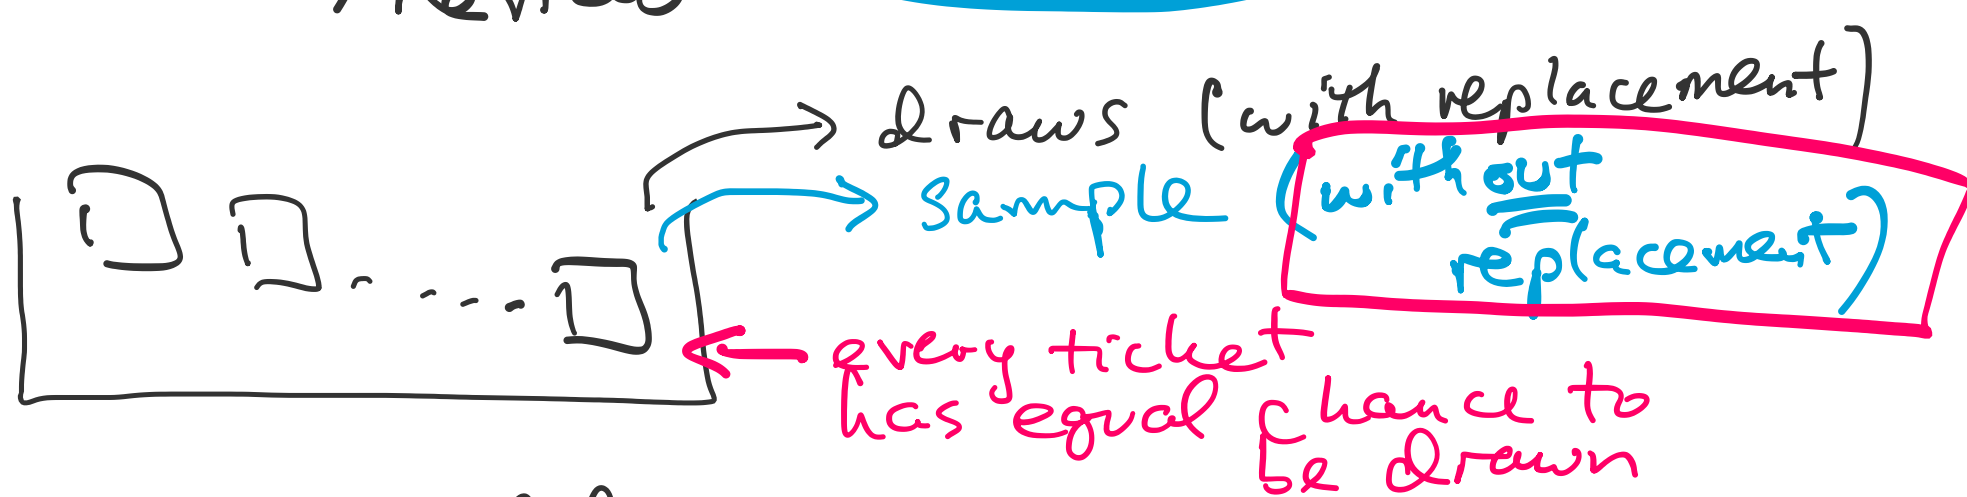 draws (with replacement)
sample (without
replacement)
every ticket
has equal chance to
be drawn